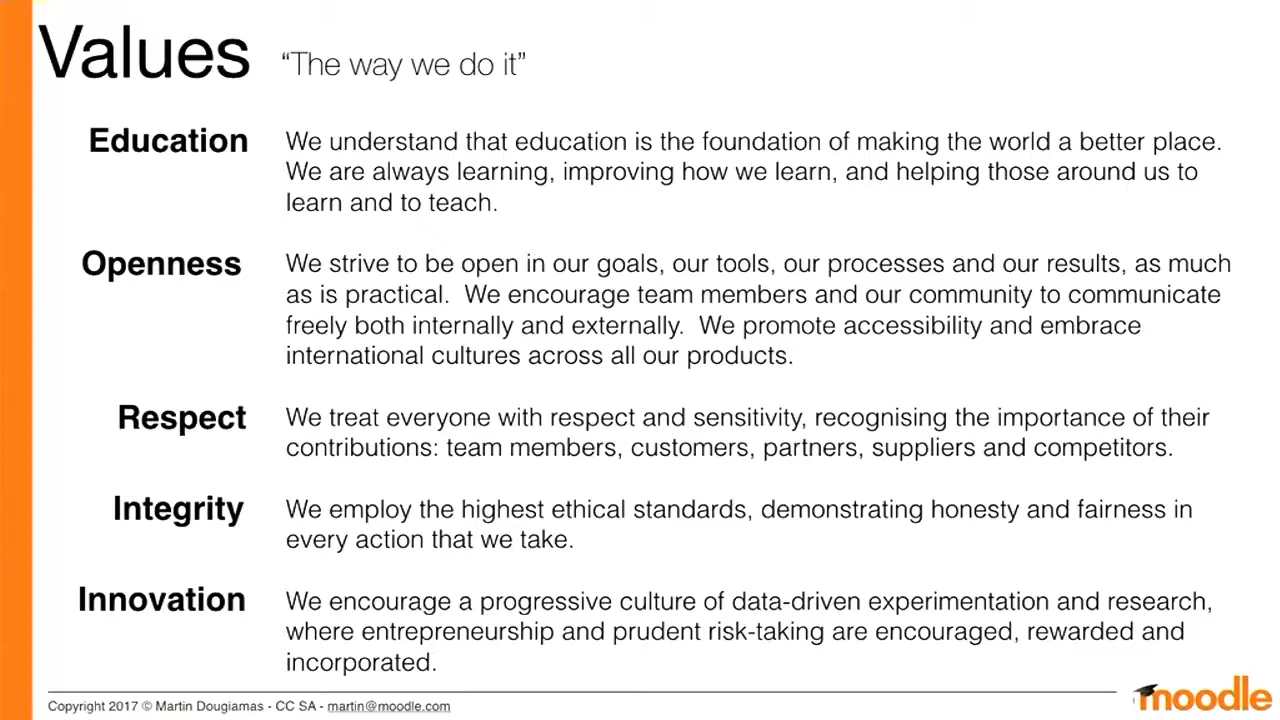 Values “The way we do it”
Education We understand that education is the foundation of making the world a better place.
We are always learning, improving how we learn, and helping those around us to
learn and to teach.
Openness We strive to be open in our goals, our tools, our processes and our results, as much
as is practical.  We encourage team members and our community to communicate
freely both internally and externally.  We promote accessibility and embrace
international cultures across all our products.
Respect We treat everyone with respect and sensitivity, recognising the importance of their
contributions: team members, customers, partners, suppliers and competitors.
Integrity We employ the highest ethical standards, demonstrating honesty and fairness in
every action that we take.
Innovation We encourage a progressive culture of data-driven experimentation and research,
where entrepreneurship and prudent risk-taking are encouraged, rewarded and
incorporated.
Copyright 2017 © Martin Dougiamas - CC SA - martin@moodle.com
moodle